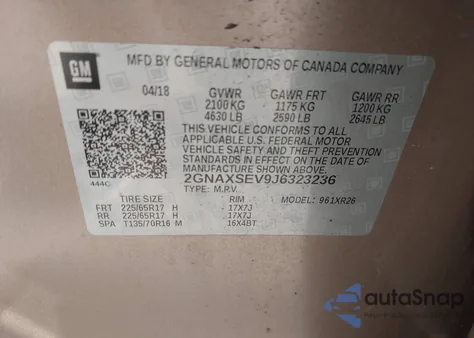 GM
MFD BY GENERAL MOTORS OF CANADA COMPANY
04/18 GVWR GAWR FRT GAWR RR
2100 KG 1175 KG 1200 KG
4630 LB 2590 LB 2645 LB
THIS VEHICLE CONFORMS TO ALL
APPLICABLE U.S. FEDERAL MOTOR
VEHICLE SAFETY, BUMPER, AND THEFT
PREVENTION STANDARDS IN
EFFECT ON THE DATE OF
MANUFACTURE SHOWN ABOVE.
2GNAXSEV9J6323236
444C TYPE: M.P.V.
TIRE SIZE RIM MODEL: 961XR26
FRT 225/65R17 H 17X7J
RR 225/65R17 H 17X7J
SPA T135/70R16 M 16X4BT
autoSnap